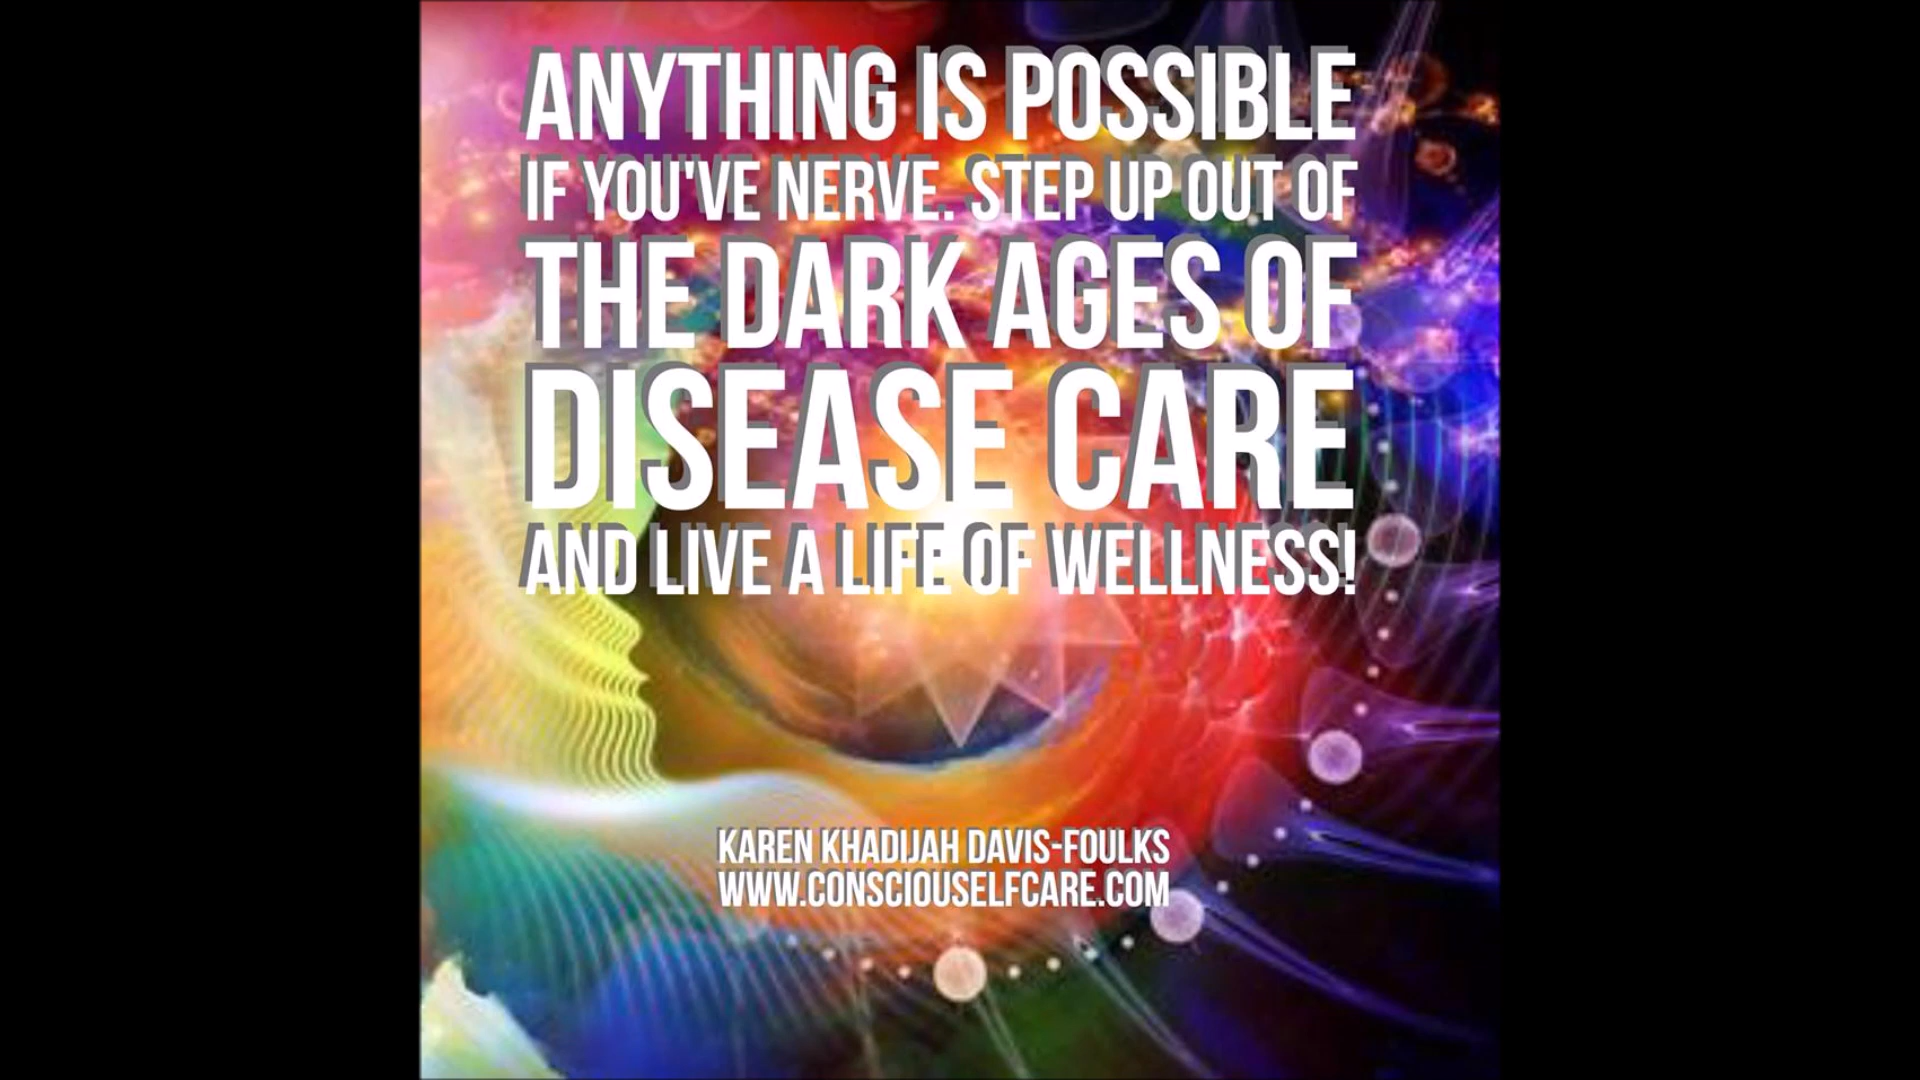 ANYTHING IS POSSIBLE
IF YOU'VE NERVE. STEP UP OUT OF
THE DARK AGES OF
DISEASE CARE
AND LIVE A LIFE OF WELLNESS!
KAREN KHADIJAH DAVIS-FOULKS
WWW.CONSCIOUSELFCARE.COM